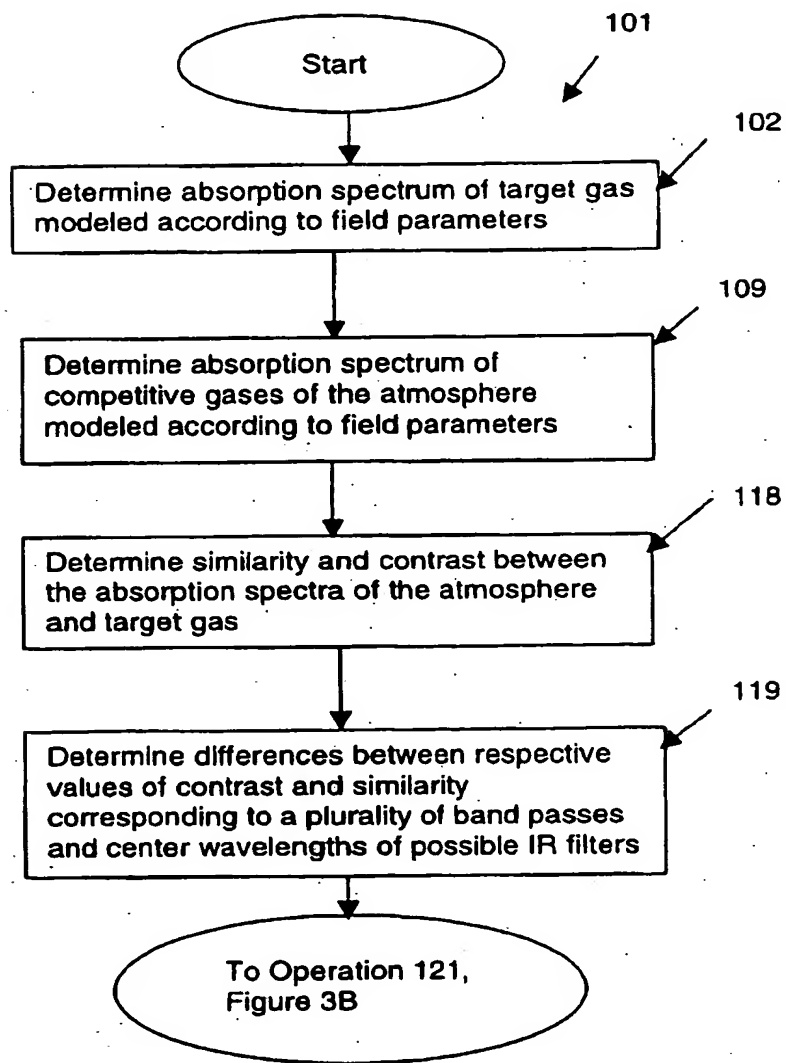 Start
101
102
Determine absorption spectrum of target gas
modeled according to field parameters
109
Determine absorption spectrum of
competitive gases of the atmosphere
modeled according to field parameters
118
Determine similarity and contrast between
the absorption spectra of the atmosphere
and target gas
119
Determine differences between respective
values of contrast and similarity
corresponding to a plurality of band passes
and center wavelengths of possible IR filters
To Operation 121,
Figure 3B